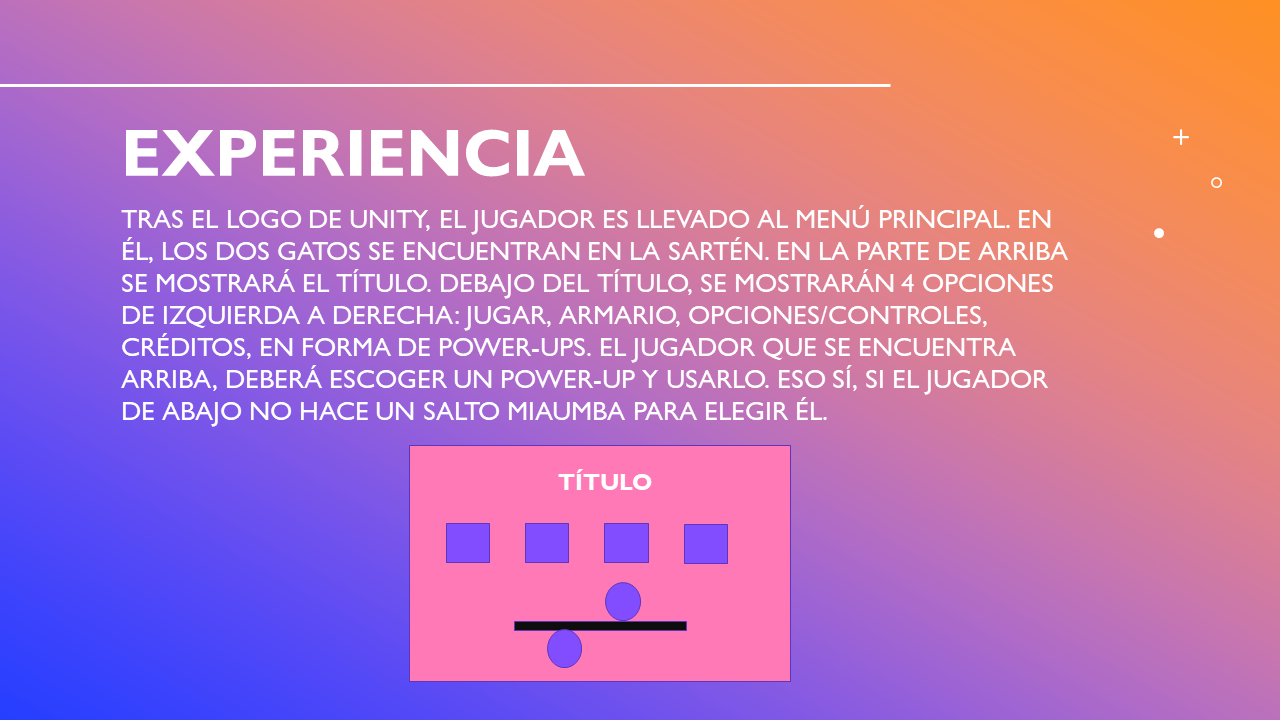 EXPERIENCIA
TRAS EL LOGO DE UNITY, EL JUGADOR ES LLEVADO AL MENÚ PRINCIPAL. EN
ÉL, LOS DOS GATOS SE ENCUENTRAN EN LA SARTÉN. EN LA PARTE DE ARRIBA
SE MOSTRARÁ EL TÍTULO. DEBAJO DEL TÍTULO, SE MOSTRARÁN 4 OPCIONES
DE IZQUIERDA A DERECHA: JUGAR, ARMARIO, OPCIONES/CONTROLES,
CRÉDITOS, EN FORMA DE POWER-UPS. EL JUGADOR QUE SE ENCUENTRA
ARRIBA, DEBERÁ ESCOGER UN POWER-UP Y USARLO. ESO SÍ, SI EL JUGADOR
DE ABAJO NO HACE UN SALTO MIAUMBA PARA ELEGIR ÉL.
TÍTULO